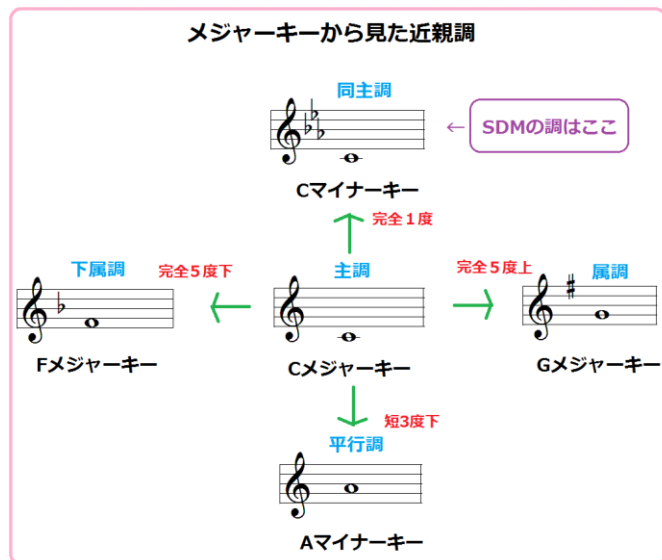 メジャーキーから見た近親調
同主調
← SDMの調はここ
Cマイナーキー
完全１度
下属調
完全５度下
主調
完全５度上
属調
Fメジャーキー
Cメジャーキー
Gメジャーキー
短3度下
平行調
Aマイナーキー